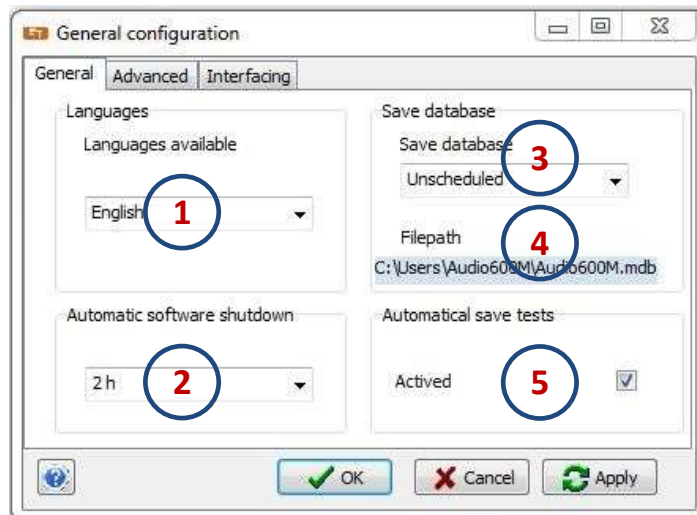 General configuration
General Advanced Interfacing
Languages
Languages available
English
1
Save database
Save database
3
Unscheduled
Filepath
4
C:\Users\Audio600M\Audio600M.mdb
Automatic software shutdown
2 h
2
Automatical save tests
Actived
5
OK Cancel Apply